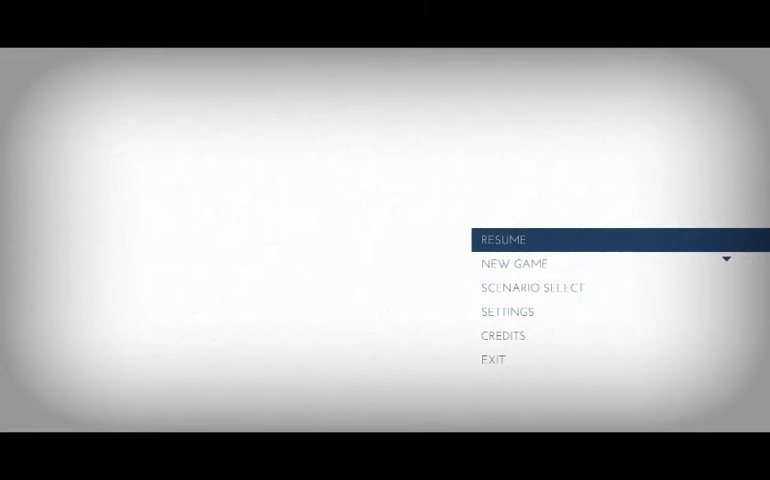 RESUME
NEW GAME
SCENARIO SELECT
SETTINGS
CREDITS
EXIT